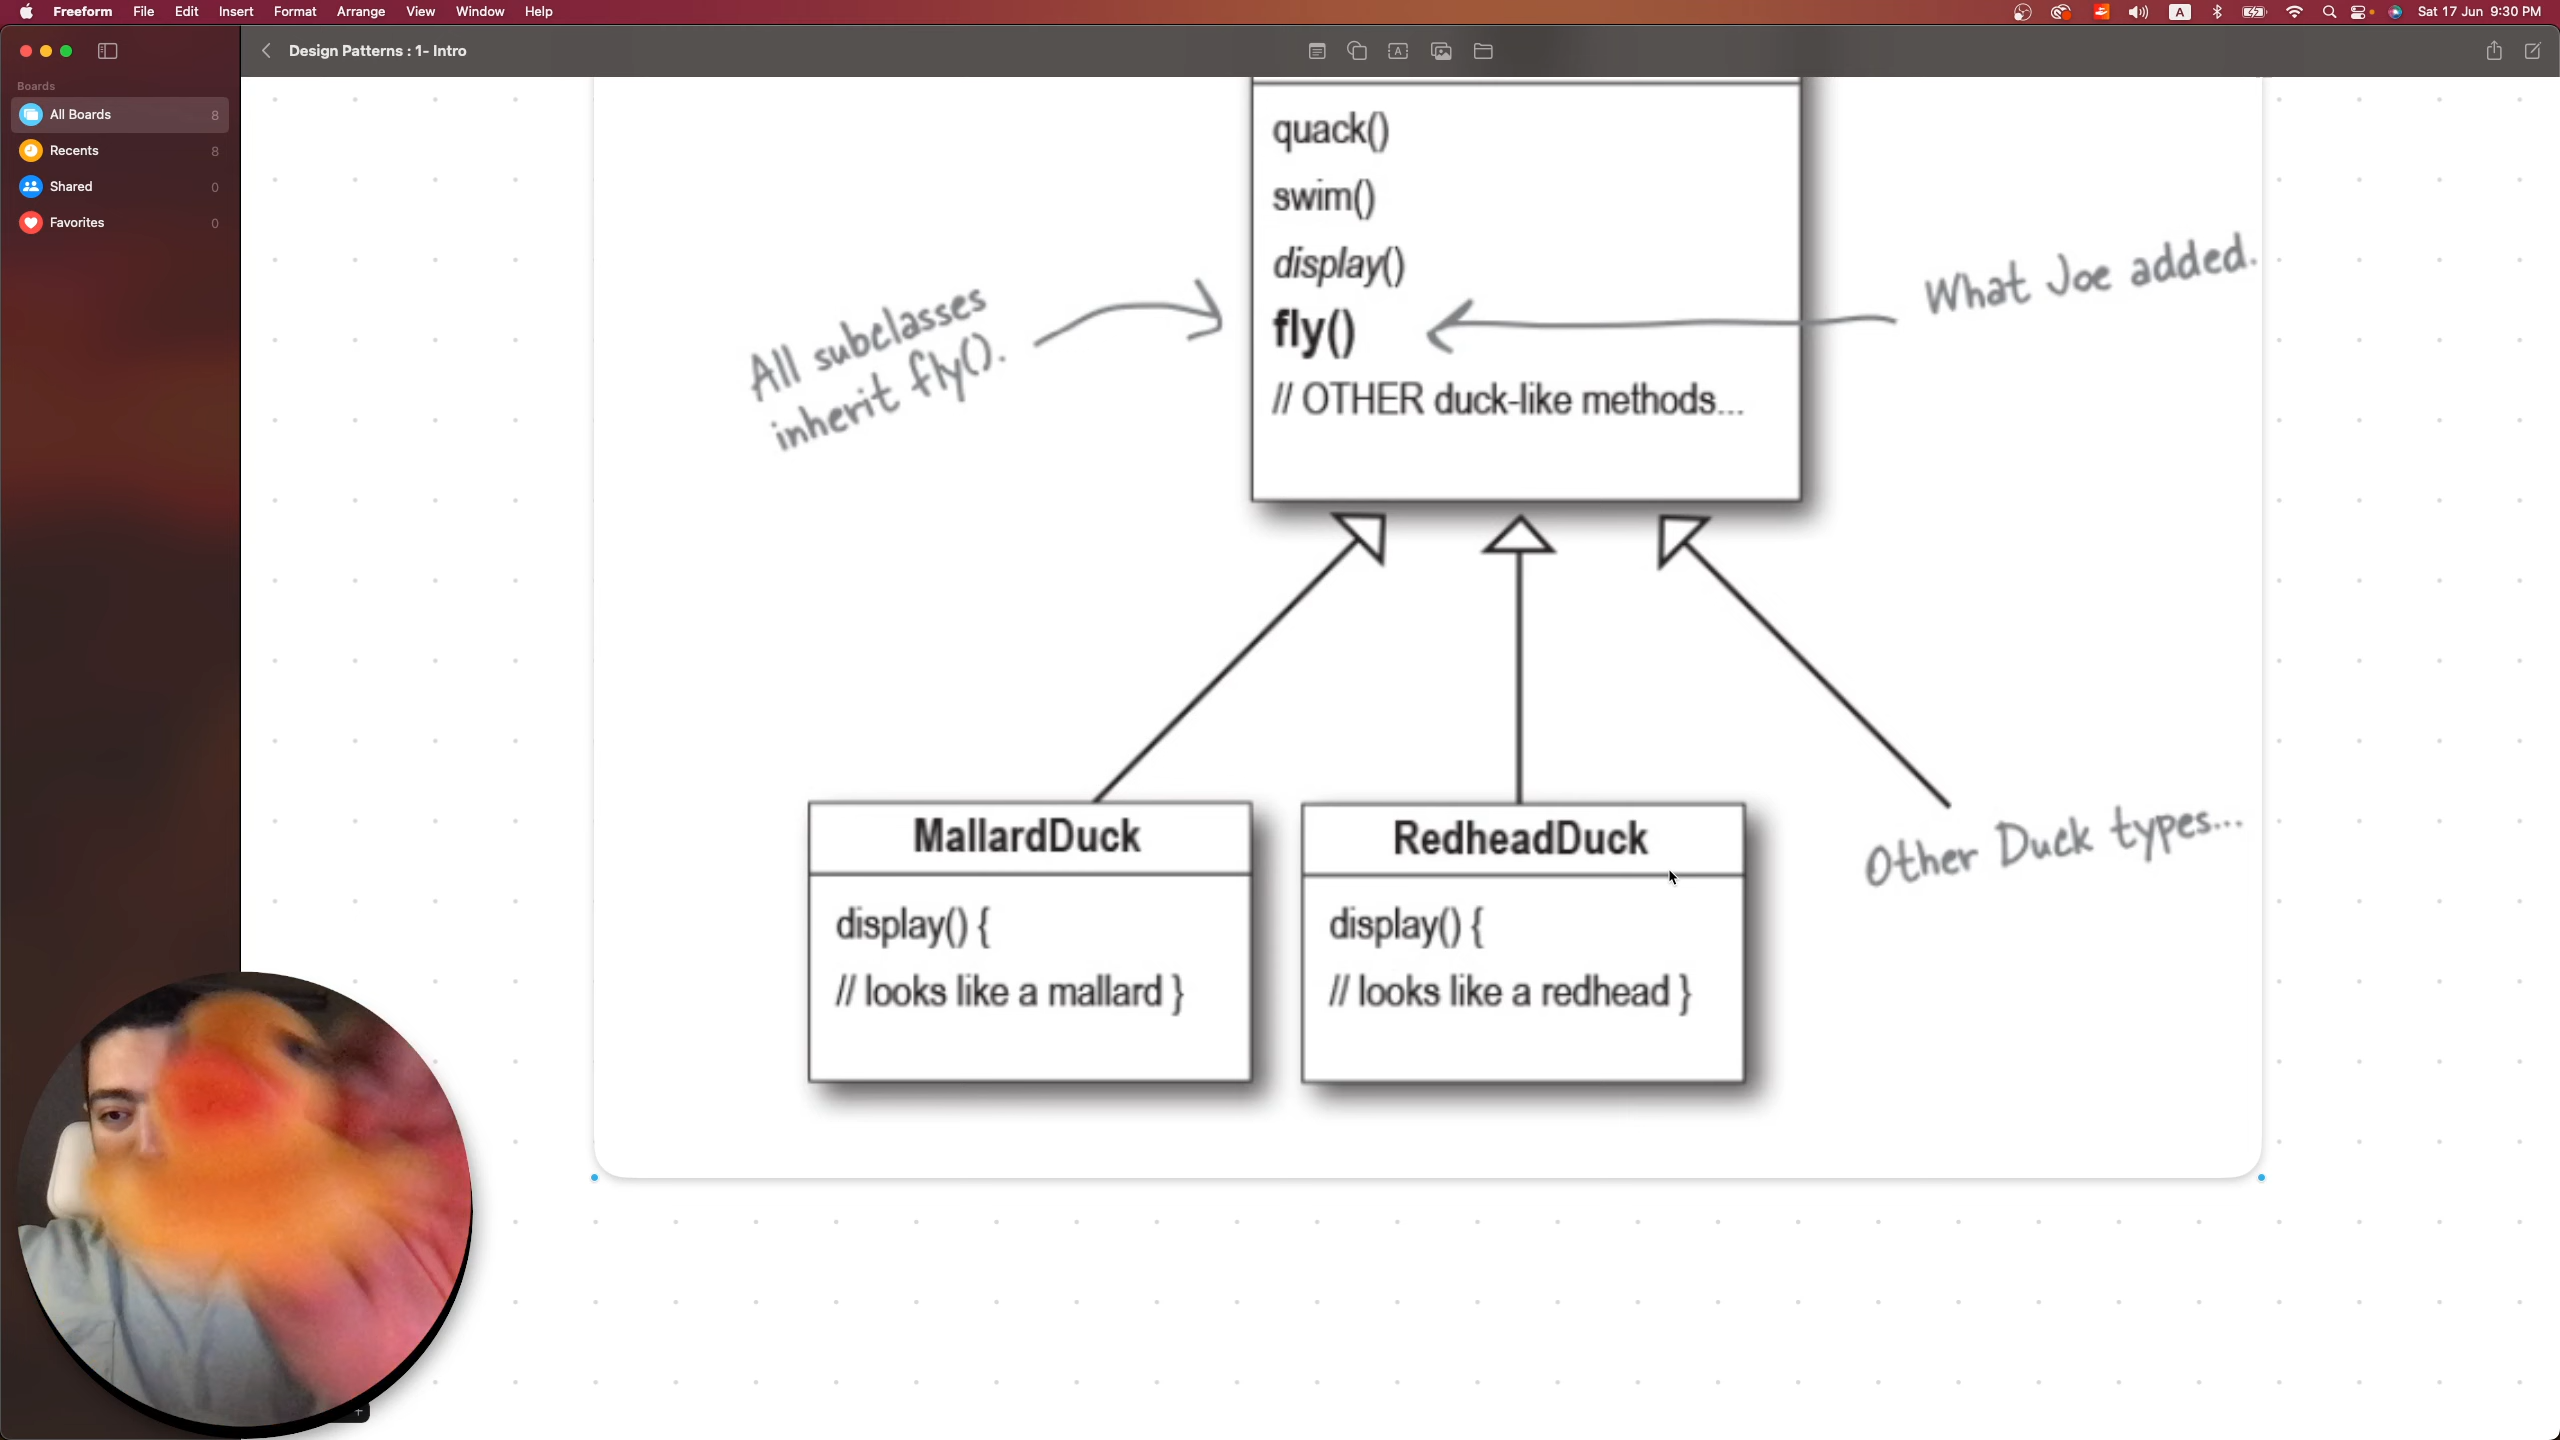 Freeform File Edit Insert Format Arrange View Window Help
A
Sat 17 Jun 9:30 PM
Design Patterns : 1- Intro
A
Boards
All Boards 8
Recents 8
Shared 0
Favorites 0
quack()
swim()
display()
fly()
// OTHER duck-like methods...
All subclasses
inherit fly().
What Joe added.
MallardDuck
display() {
// looks like a mallard }
RedheadDuck
display() {
// looks like a redhead }
Other Duck types...